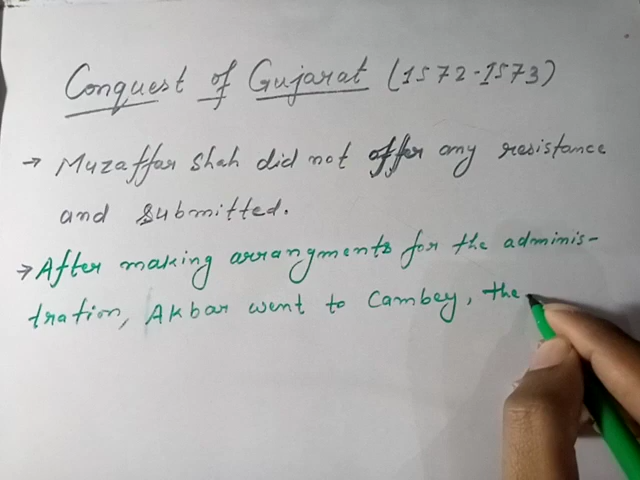 Conquest of Gujarat (1572-1573)
→ Muzaffar Shah did not offer any resistance
and submitted.
→ After making arrangments for the adminis-
tration, Akbar went to Cambey, the